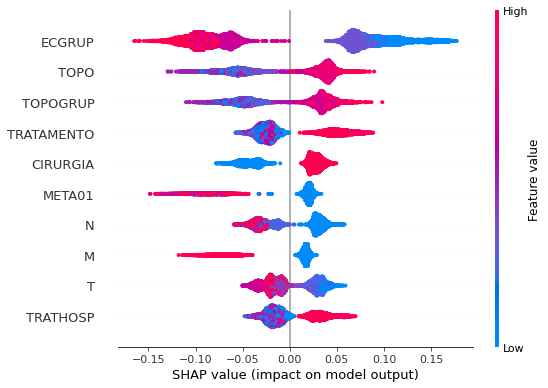 High
ECGRUP
TOPO
TOPOGRUP
TRATAMENTO
CIRURGIA
META01
N
M
T
TRATHOSP
Feature value
Low
−0.15 −0.10 −0.05 0.00 0.05 0.10 0.15
SHAP value (impact on model output)